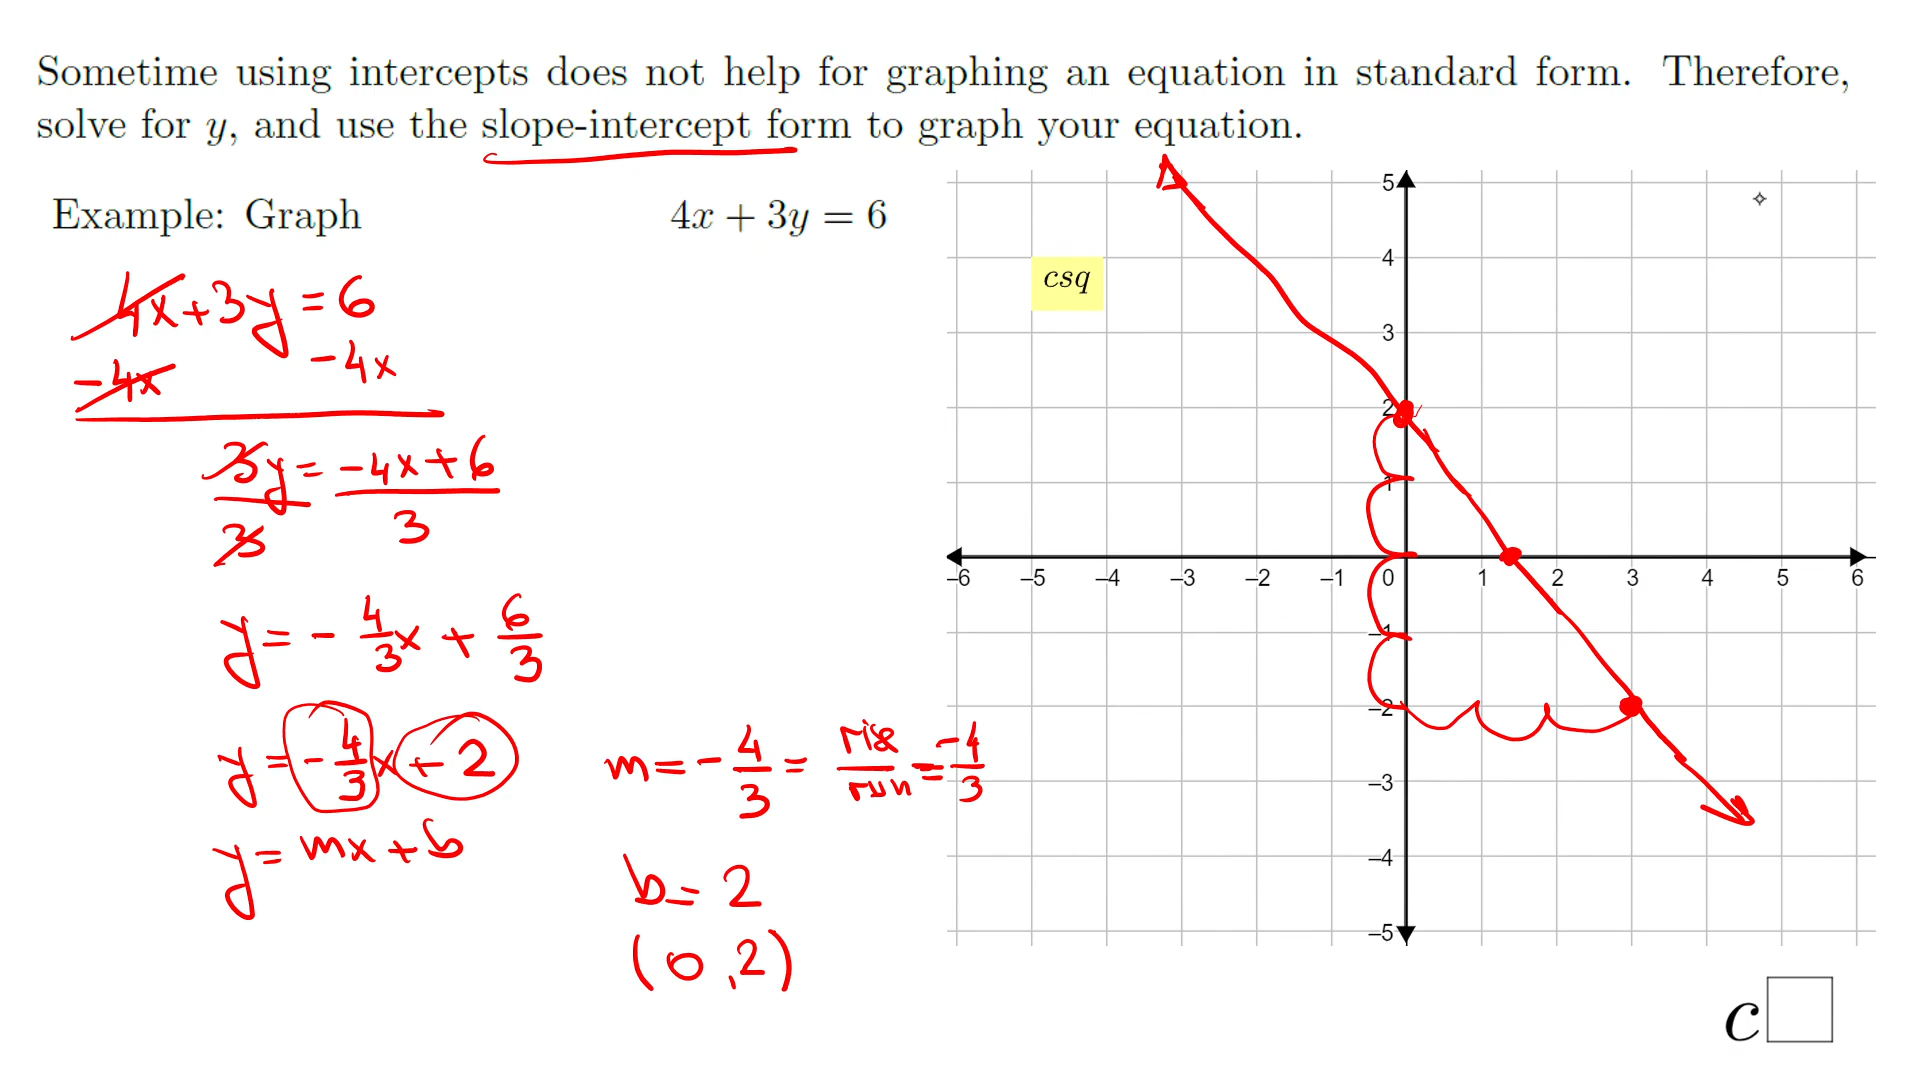 Sometime using intercepts does not help for graphing an equation in standard form. Therefore,
solve for y, and use the slope-intercept form to graph your equation.
Example: Graph 4x + 3y = 6
4x+3y=6
-4x -4x
3y = -4x+6
3 3
y = - 4/3 x + 6/3
y = - 4/3 x + 2
y = mx + b
m = - 4/3 = rise/run = -4/3
b = 2
(0,2)
csq
5
4
3
2
1
–6 –5 –4 –3 –2 –1 0 1 2 3 4 5 6
–1
–2
–3
–4
–5
c